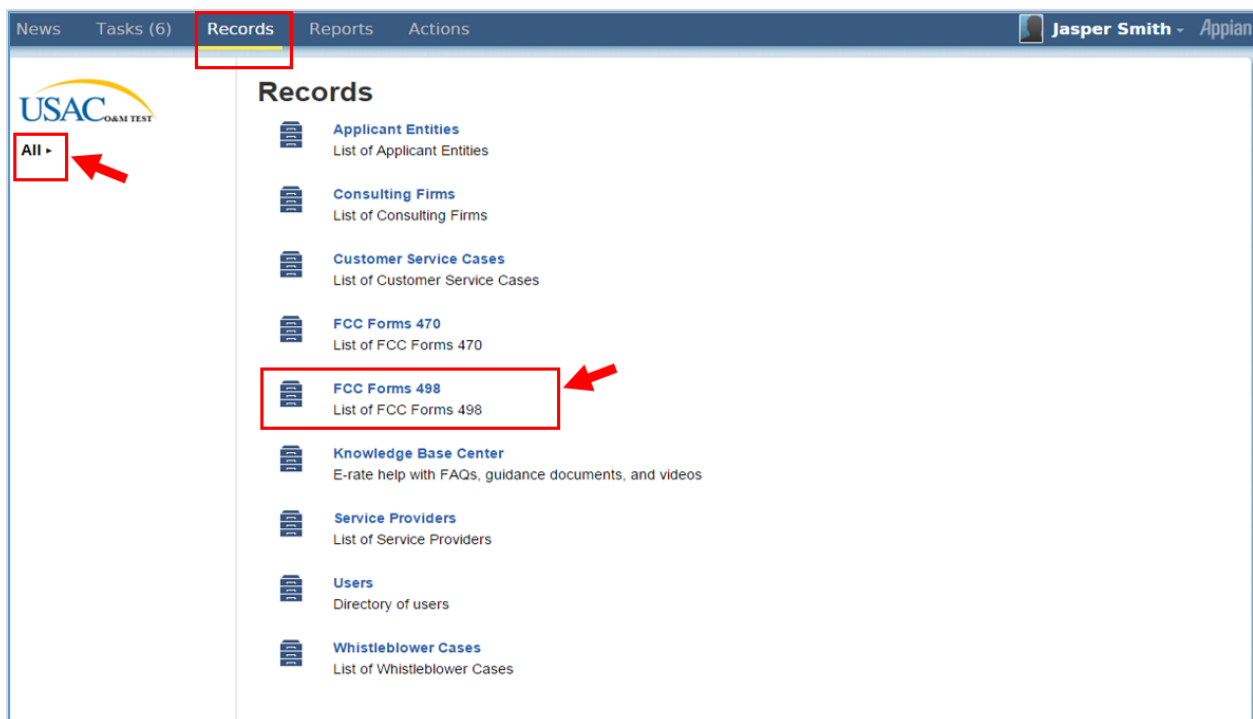 News Tasks (6) Records Reports Actions Jasper Smith Appian
USAC O&M TEST
All
Records
Applicant Entities
List of Applicant Entities
Consulting Firms
List of Consulting Firms
Customer Service Cases
List of Customer Service Cases
FCC Forms 470
List of FCC Forms 470
FCC Forms 498
List of FCC Forms 498
Knowledge Base Center
E-rate help with FAQs, guidance documents, and videos
Service Providers
List of Service Providers
Users
Directory of users
Whistleblower Cases
List of Whistleblower Cases